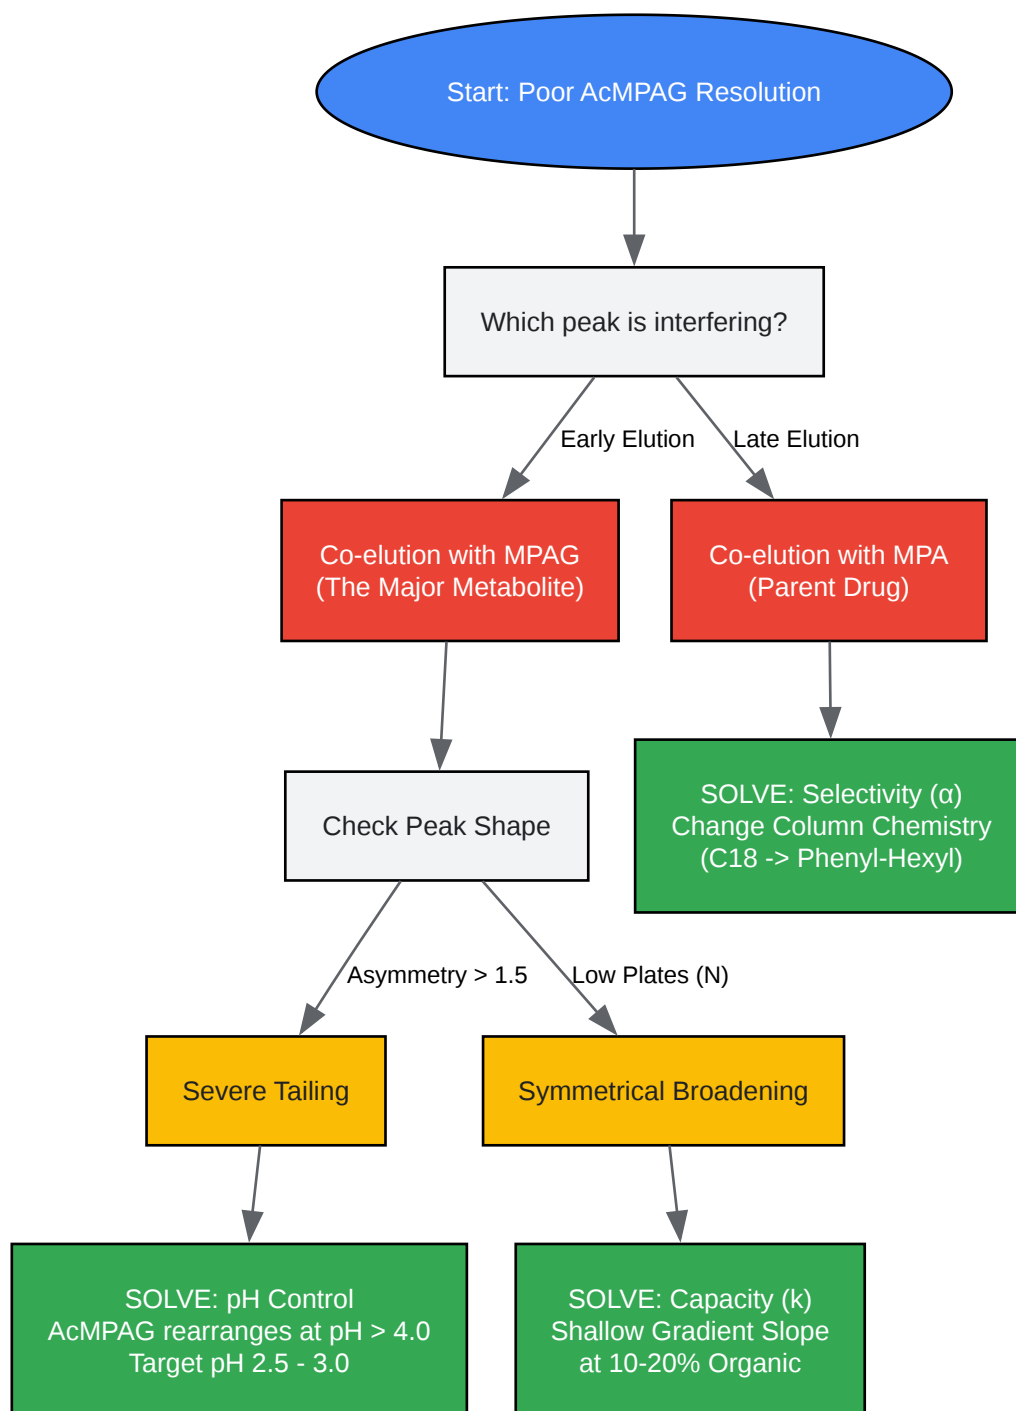 Start: Poor AcMPAG Resolution
Which peak is interfering?
Early Elution
Late Elution
Co-elution with MPAG
(The Major Metabolite)
Co-elution with MPA
(Parent Drug)
Check Peak Shape
SOLVE: Selectivity (α)
Change Column Chemistry
(C18 -> Phenyl-Hexyl)
Asymmetry > 1.5
Low Plates (N)
Severe Tailing
Symmetrical Broadening
SOLVE: pH Control
AcMPAG rearranges at pH > 4.0
Target pH 2.5 - 3.0
SOLVE: Capacity (k)
Shallow Gradient Slope
at 10-20% Organic